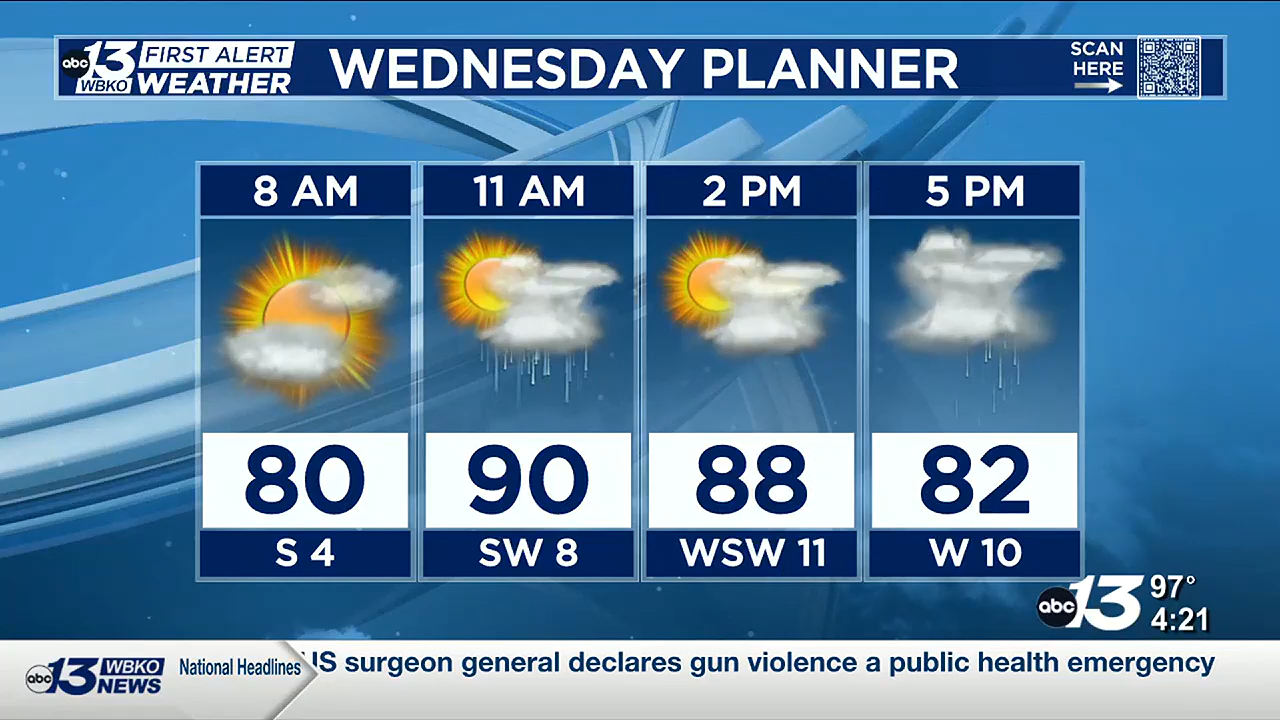 abc 13 WBKO FIRST ALERT WEATHER
WEDNESDAY PLANNER
SCAN
HERE
8 AM
11 AM
2 PM
5 PM
80
90
88
82
S 4
SW 8
WSW 11
W 10
abc 13
97°
4:21
abc 13 WBKO NEWS
National Headlines
US surgeon general declares gun violence a public health emergency